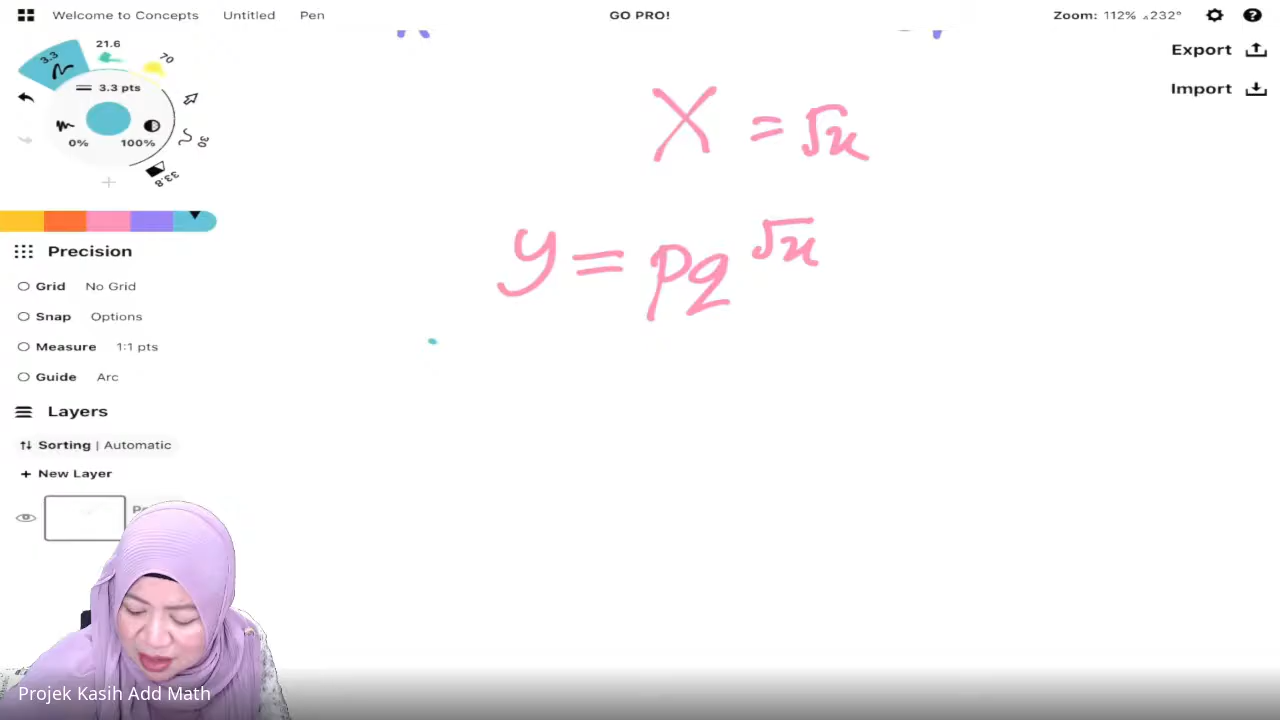 Welcome to Concepts Untitled Pen GO PRO! Zoom: 112% 232°
Export
Import
3.3 21.6 70
3.3 pts
0% 100%
30
33.8
X = √x
y = pq^√x
Precision
Grid No Grid
Snap Options
Measure 1:1 pts
Guide Arc
Layers
Sorting | Automatic
+ New Layer
Projek Kasih Add Math